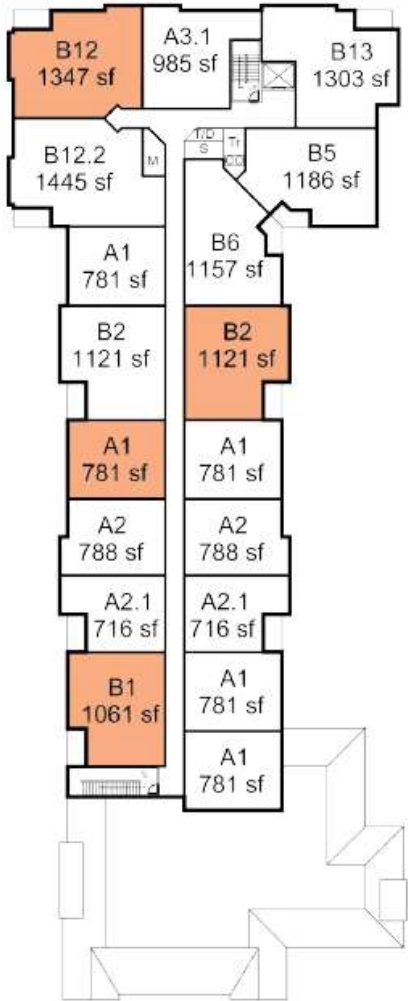 B12
1347 sf
A3.1
985 sf
B13
1303 sf
B12.2
1445 sf
M
T/D
S
Tr
B5
1186 sf
A1
781 sf
B6
1157 sf
B2
1121 sf
B2
1121 sf
A1
781 sf
A1
781 sf
A2
788 sf
A2
788 sf
A2.1
716 sf
A2.1
716 sf
B1
1061 sf
A1
781 sf
A1
781 sf